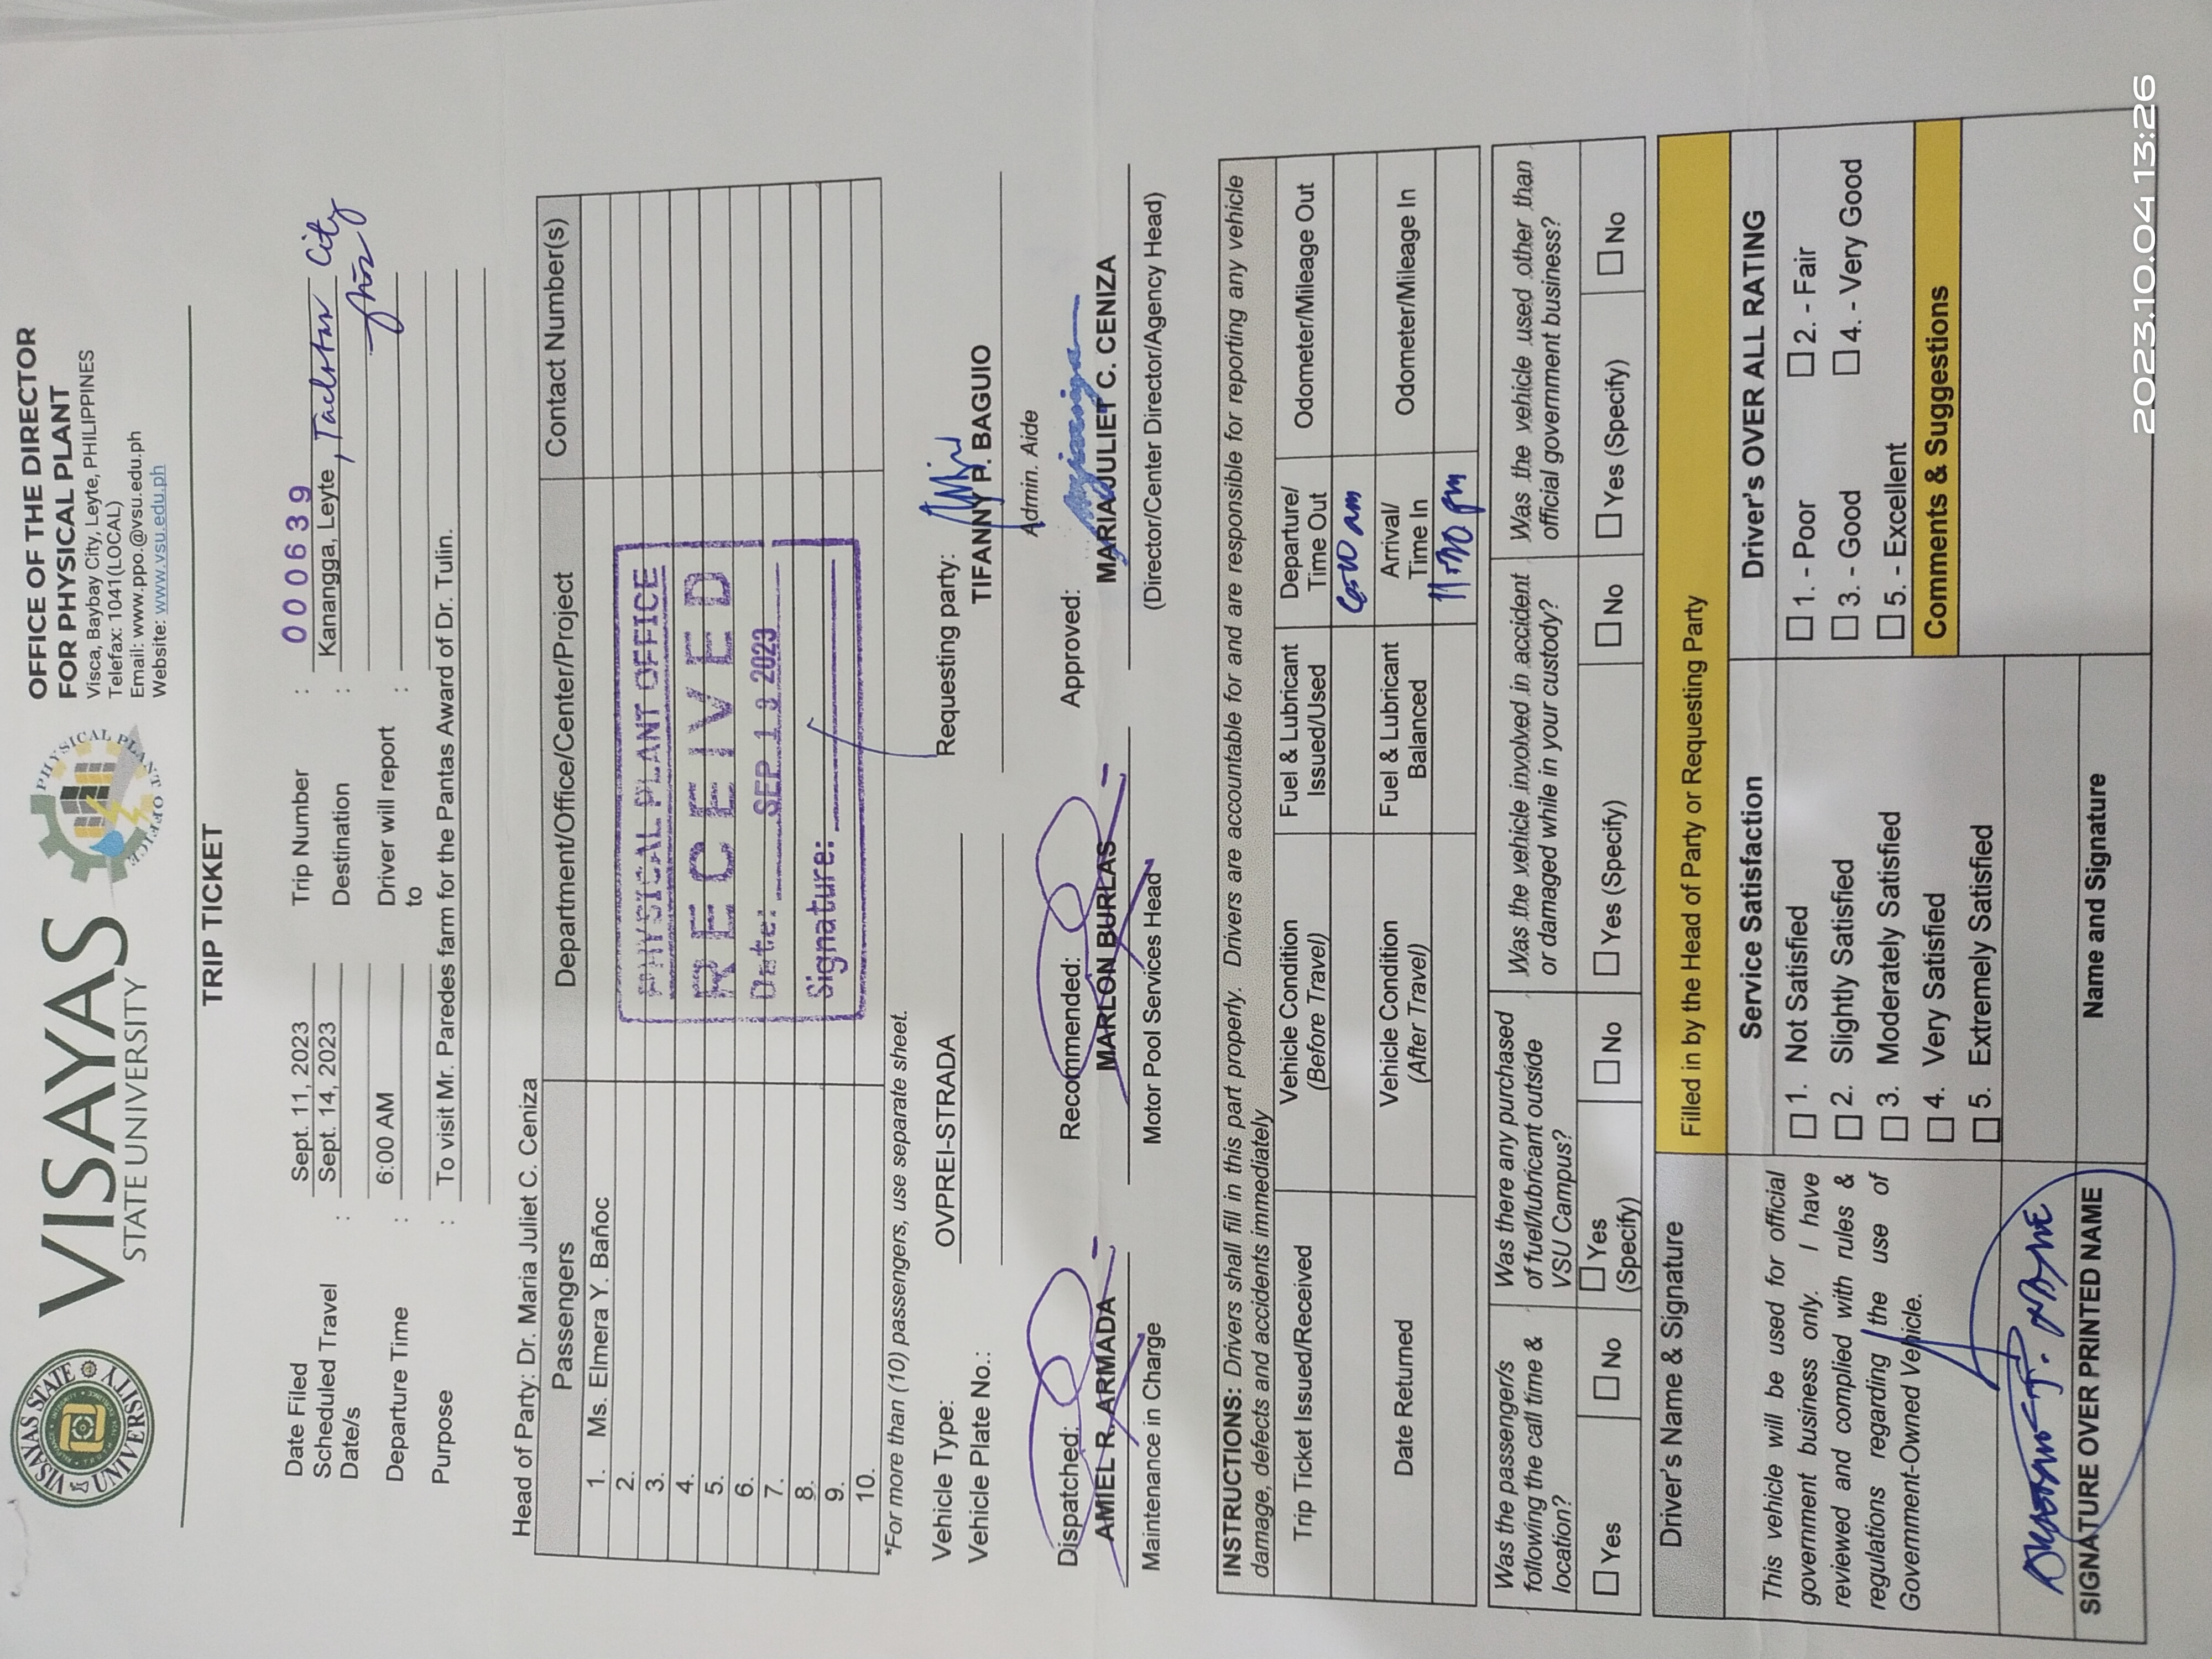 VISAYAS
STATE UNIVERSITY
OFFICE OF THE DIRECTOR
FOR PHYSICAL PLANT
Visca, Baybay City, Leyte, PHILIPPINES
Telefax: 1041(LOCAL)
Email: www.ppo.@vsu.edu.ph
Website: www.vsu.edu.ph
VISAYAS STATE UNIVERSITY
PHYSICAL PLANT OFFICE
TRIP TICKET
Date Filed Sept. 11, 2023 Trip Number : 000639
Scheduled Travel Date/s : Sept. 14, 2023 Destination : Kananga, Leyte, Tacloban City
Departure Time : 6:00 AM Driver will report to :
Purpose : To visit Mr. Paredes farm for the Pantas Award of Dr. Tulin.
Head of Party: Dr. Maria Juliet C. Ceniza
Passengers Department/Office/Center/Project Contact Number(s)
1. Ms. Elmera Y. Bañoc
2.
3.
4.
5.
6.
7.
8.
9.
10.
PHYSICAL PLANT OFFICE
RECEIVED
Date: SEP 13 2023
Signature:
*For more than (10) passengers, use separate sheet.
Vehicle Type: OVPREI-STRADA Requesting party:
Vehicle Plate No.: TIFANNY P. BAGUIO
Admin. Aide
Dispatched: Recommended: Approved:
AMIEL R. ARMADA MARLON BURLAS MARIA JULIET C. CENIZA
Maintenance in Charge Motor Pool Services Head (Director/Center Director/Agency Head)
INSTRUCTIONS: Drivers shall fill in this part properly. Drivers are accountable for and are responsible for reporting any vehicle
damage, defects and accidents immediately
Trip Ticket Issued/Received Vehicle Condition (Before Travel) Fuel & Lubricant Issued/Used Departure/Time Out Odometer/Mileage Out
6:00 am
Date Returned Vehicle Condition (After Travel) Fuel & Lubricant Balanced Arrival/Time In Odometer/Mileage In
pm
Was the passenger/s following the call time & location? Was there any purchased of fuel/lubricant outside VSU Campus? Was the vehicle involved in accident or damaged while in your custody? Was the vehicle used other than official government business?
Yes No Yes (Specify) No Yes (Specify) No Yes (Specify) No
Driver's Name & Signature Filled in by the Head of Party or Requesting Party
Service Satisfaction Driver's OVER ALL RATING
This vehicle will be used for official
government business only. I have
reviewed and complied with rules &
regulations regarding the use of
Government-Owned Vehicle.
1. Not Satisfied
2. Slightly Satisfied
3. Moderately Satisfied
4. Very Satisfied
5. Extremely Satisfied
1. - Poor 2. - Fair
3. - Good 4. - Very Good
5. - Excellent
Comments & Suggestions
SIGNATURE OVER PRINTED NAME Name and Signature
2023.10.04 13:26